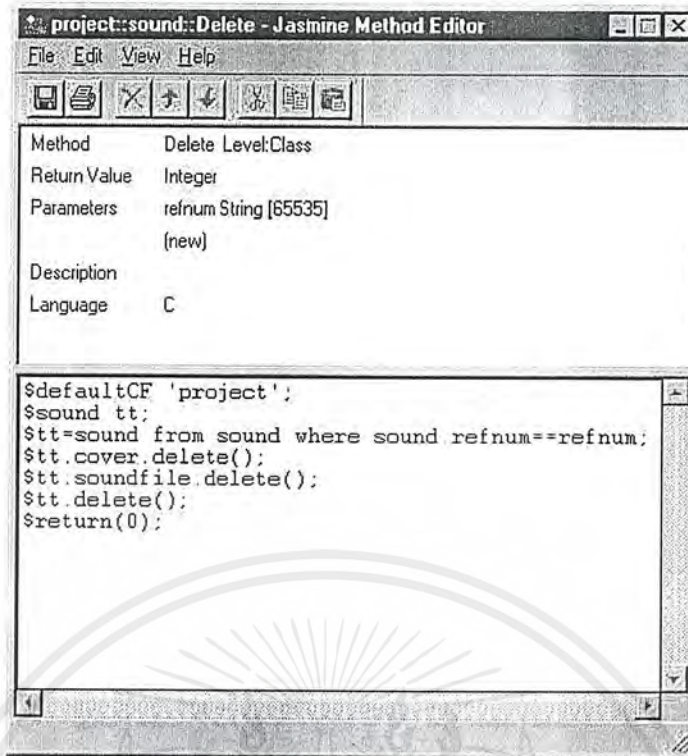 project::sound::Delete - Jasmine Method Editor
File Edit View Help
Method Delete Level:Class
Return Value Integer
Parameters refnum String [65535]
(new)
Description
Language C
$defaultCF 'project';
$sound tt;
$tt=sound from sound where sound.refnum==refnum;
$tt.cover.delete();
$tt.soundfile.delete();
$tt.delete();
$return(0);